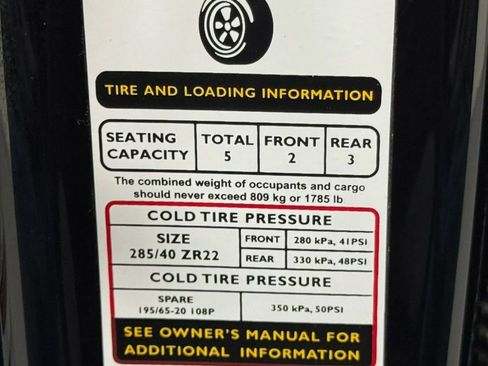 TIRE AND LOADING INFORMATION
SEATING CAPACITY TOTAL 5 FRONT 2 REAR 3
The combined weight of occupants and cargo
should never exceed 809 kg or 1785 lb.
COLD TIRE PRESSURE
SIZE 285/40 ZR22
FRONT 280 kPa, 41PSI
REAR 330 kPa, 48PSI
COLD TIRE PRESSURE
SPARE 195/65-20 108P 350 kPa, 50PSI
SEE OWNER'S MANUAL FOR
ADDITIONAL INFORMATION